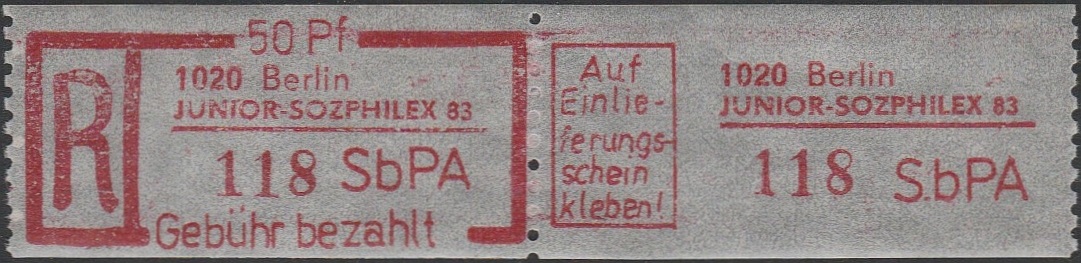 50 Pf
R
1020 Berlin
JUNIOR-SOZPHILEX 83
118 SbPA
Gebühr bezahlt
Auf
Einlie-
ferungs-
schein
kleben!
1020 Berlin
JUNIOR-SOZPHILEX 83
118 S.bPA